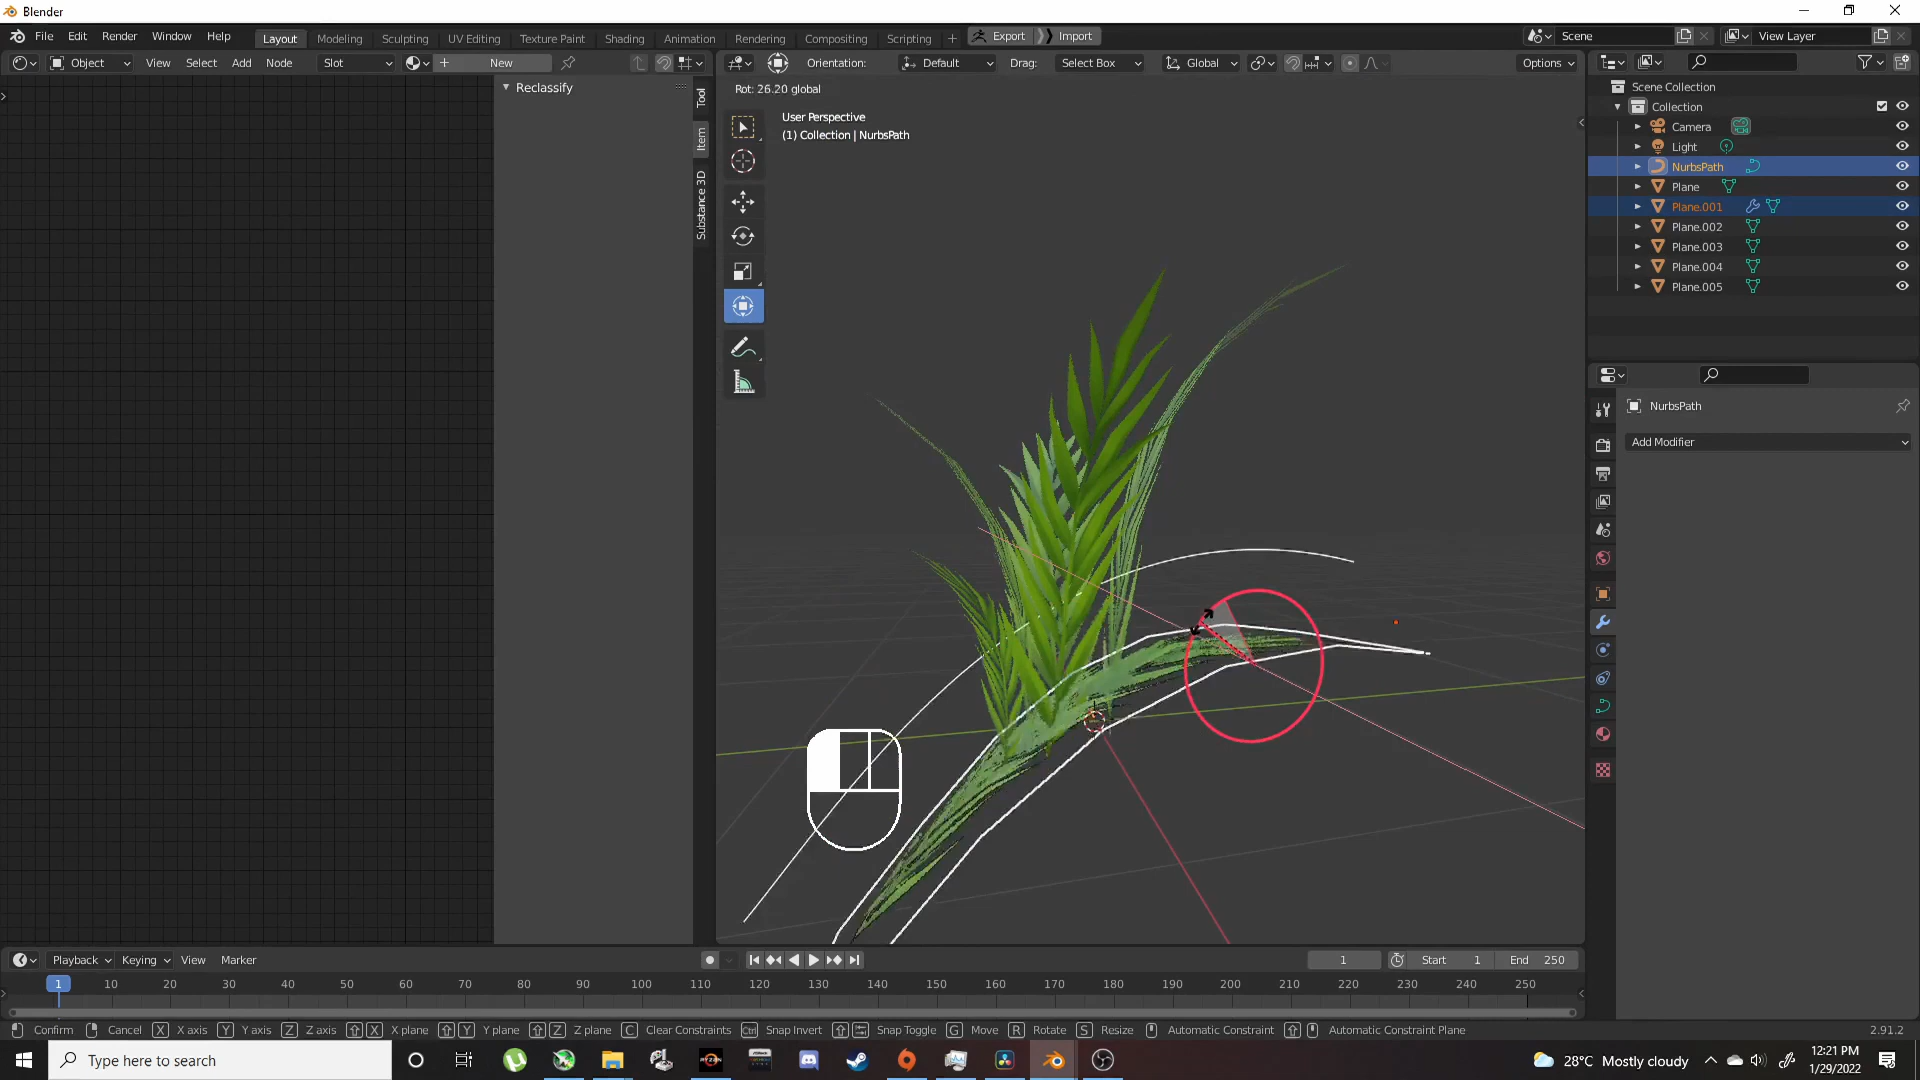 Blender
File Edit Render Window Help Layout Modeling Sculpting UV Editing Texture Paint Shading Animation Rendering Compositing Scripting + Export Import Scene View Layer
Object View Select Add Node Slot New Orientation: Default Drag: Select Box Global Options
Reclassify
Tool
Item
Substance 3D
Rot: 26.20 global
User Perspective
(1) Collection | NurbsPath
Scene Collection
Collection
Camera
Light
NurbsPath
Plane
Plane.001
Plane.002
Plane.003
Plane.004
Plane.005
NurbsPath
Add Modifier
Playback Keying View Marker 1 Start 1 End 250
1 10 20 30 40 50 60 70 80 90 100 110 120 130 140 150 160 170 180 190 200 210 220 230 240 250
Confirm Cancel X X axis Y Y axis Z Z axis X X plane Y Y plane Z Z plane C Clear Constraints Ctrl Snap Invert Snap Toggle G Move R Rotate S Resize Automatic Constraint Automatic Constraint Plane 2.91.2
Type here to search
28°C Mostly cloudy
12:21 PM
1/29/2022